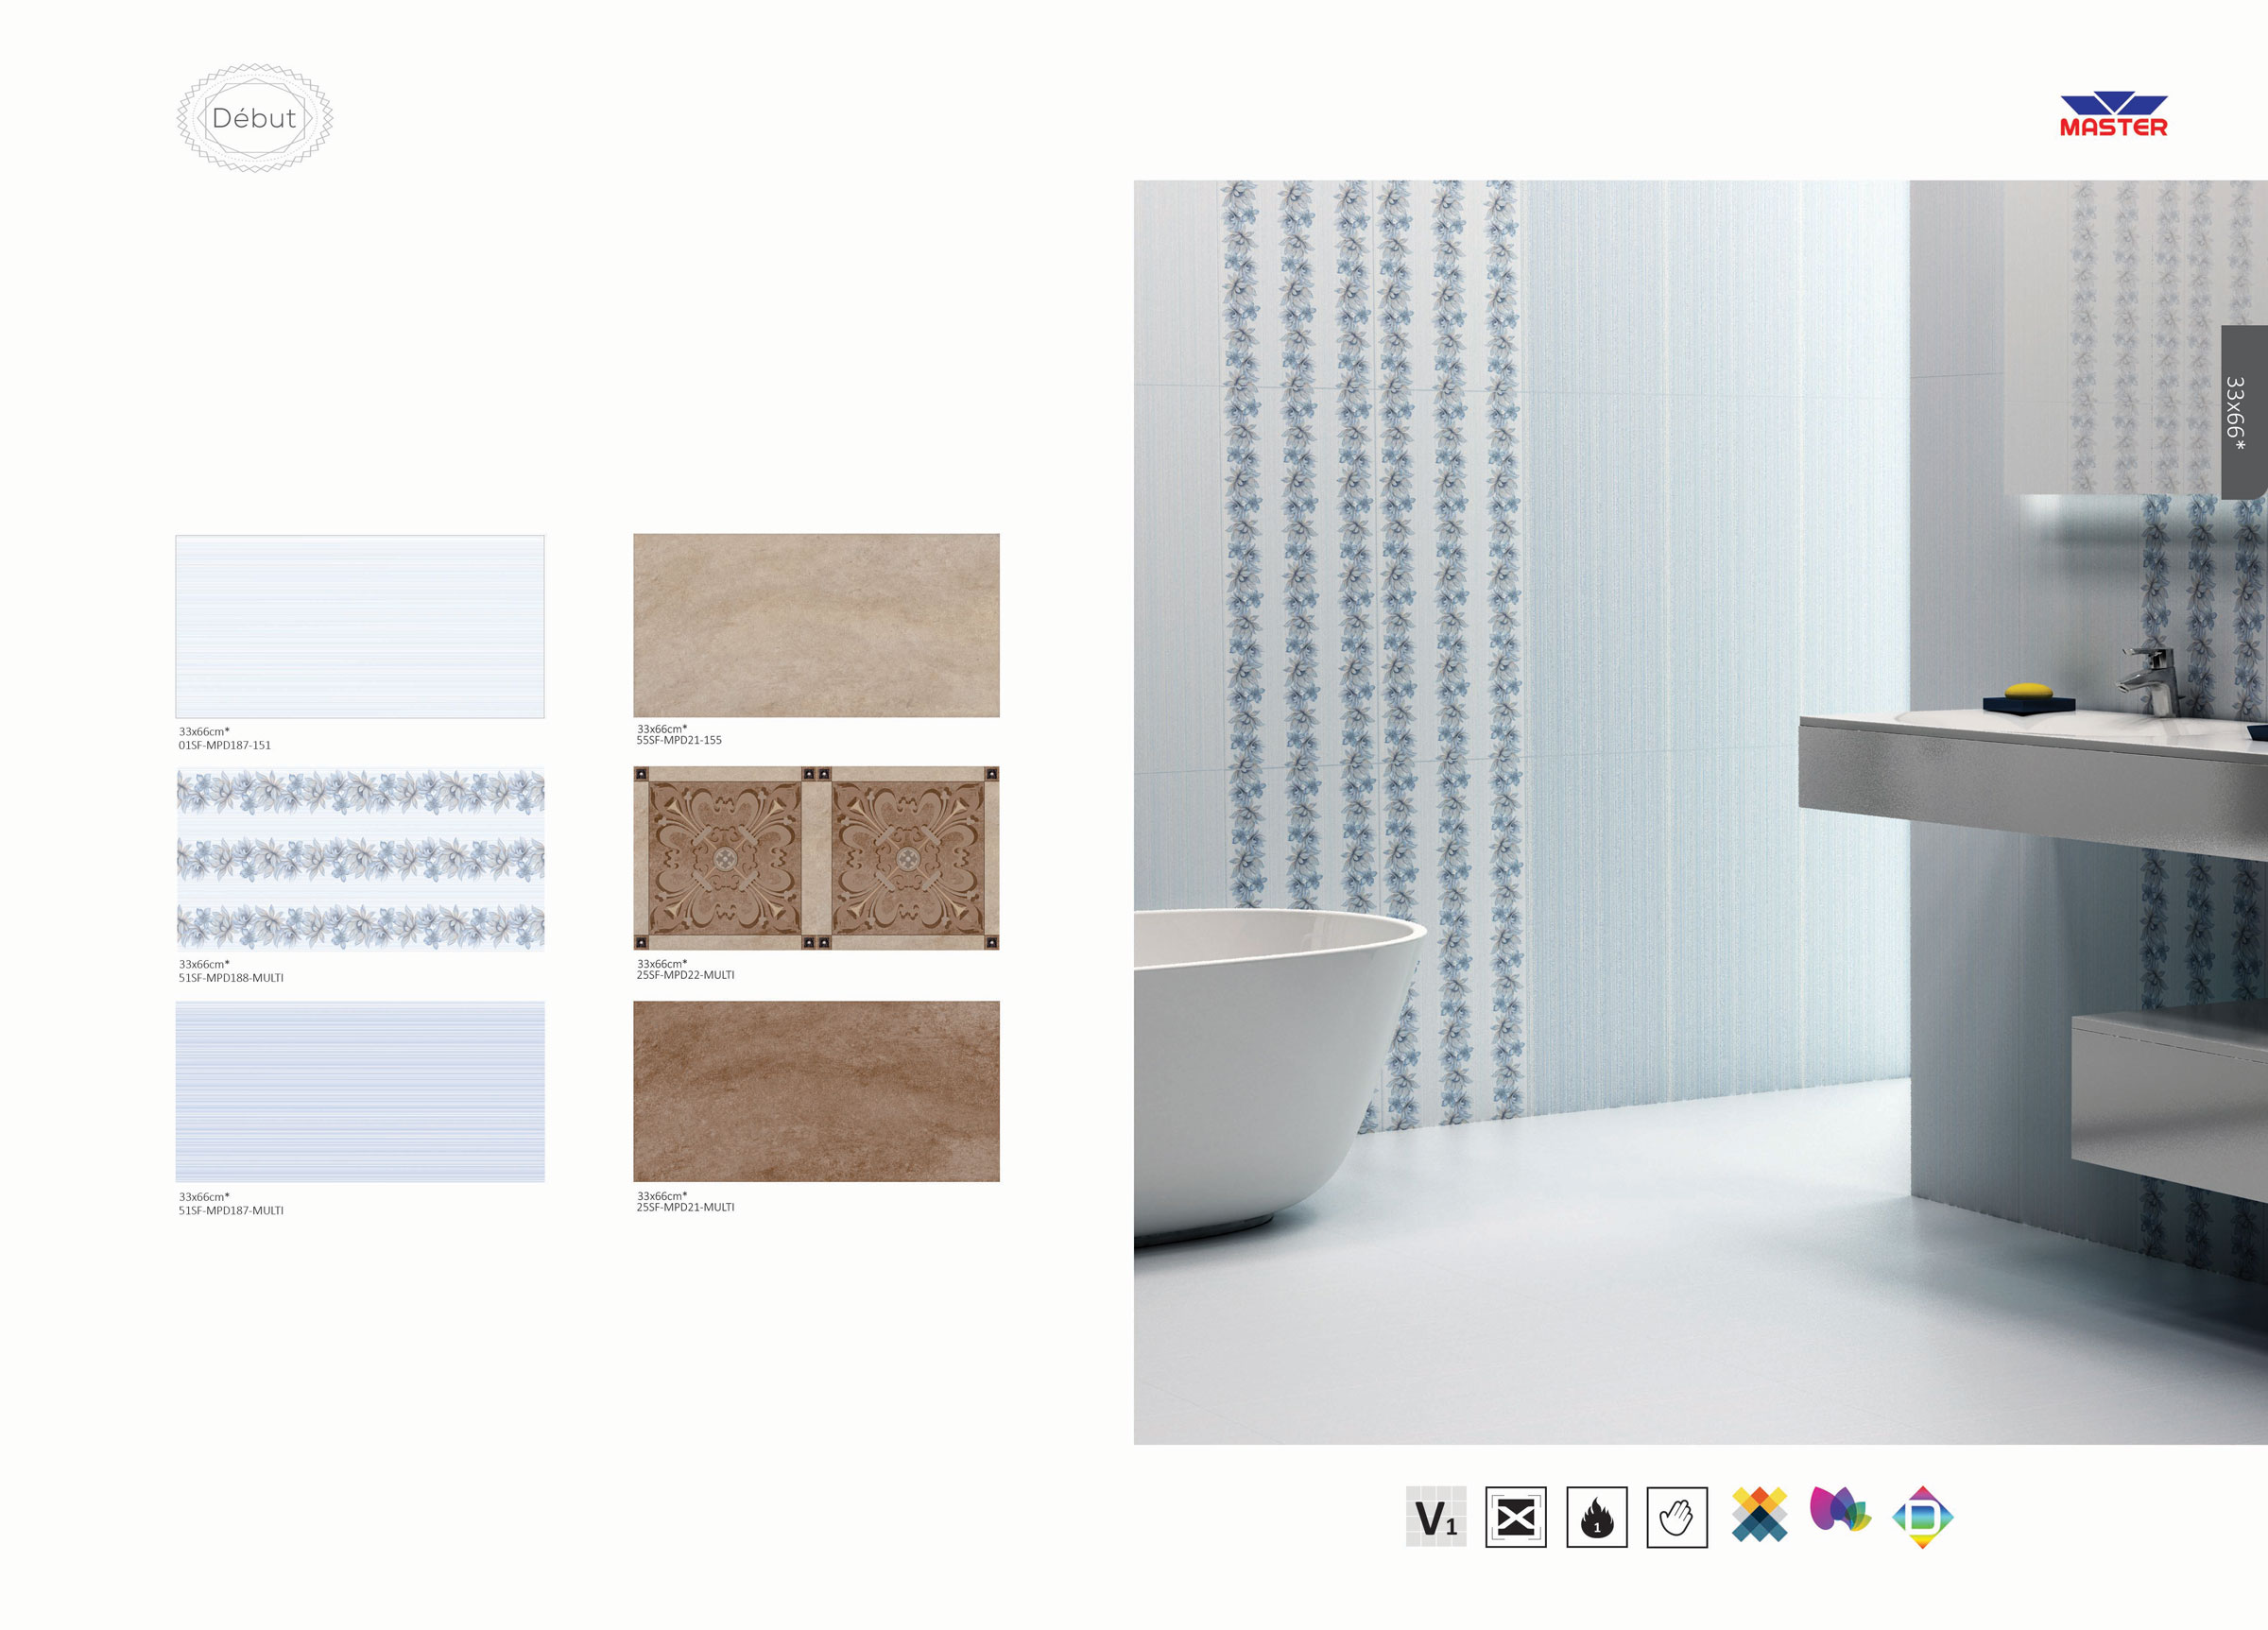 Début
MASTER
33x66*
33x66cm*
01SF-MPD187-151
33x66cm*
51SF-MPD188-MULTI
33x66cm*
51SF-MPD187-MULTI
33x66cm*
55SF-MPD21-155
33x66cm*
25SF-MPD22-MULTI
33x66cm*
25SF-MPD21-MULTI
V1
1
D